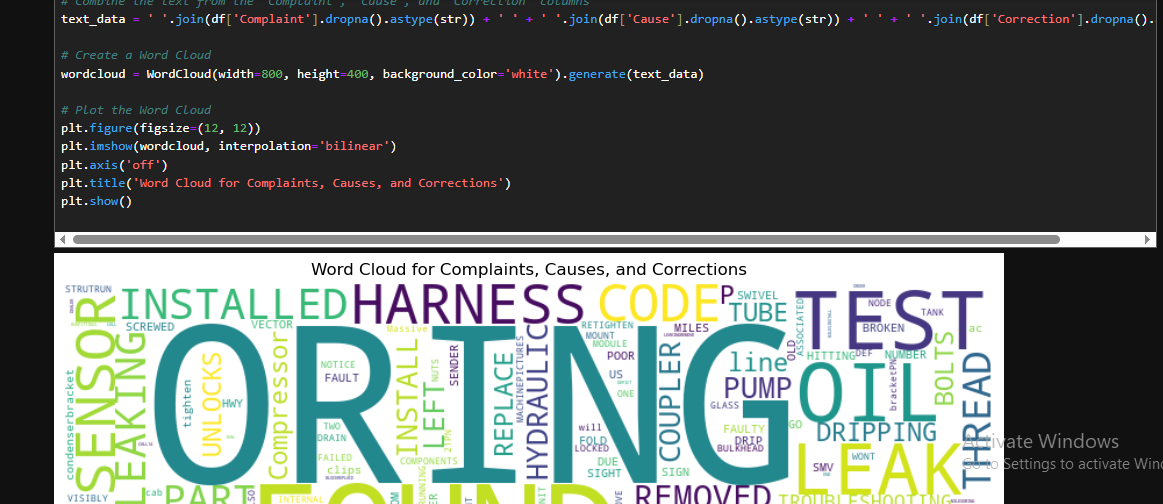 # Combine the text from the 'Complaint', 'Cause', and 'Correction' columns
text_data = ' '.join(df['Complaint'].dropna().astype(str)) + ' ' + ' '.join(df['Cause'].dropna().astype(str)) + ' ' + ' '.join(df['Correction'].dropna().
# Create a Word Cloud
wordcloud = WordCloud(width=800, height=400, background_color='white').generate(text_data)
# Plot the Word Cloud
plt.figure(figsize=(12, 12))
plt.imshow(wordcloud, interpolation='bilinear')
plt.axis('off')
plt.title('Word Cloud for Complaints, Causes, and Corrections')
plt.show()
Word Cloud for Complaints, Causes, and Corrections
STRUTRUN
INSTALLED
HARNESS
CODE
P
SWIVEL
TUBE
TEST
NODE
TANK
BROKEN
ac
SENSOR
SCREWED
VECTOR
Massive
RETIGHTEN
MOUNT
MODULE
MILES
ASSOCIATED
OLD
HITTING
DEF
NUMBER
BOLTS
LEAKING
ORING
UNLOCKS
tighten
HWY
Compressor
NOTICE
FAULT
INSTALL
LEFT
NUTS
SENDER
REPLACE
MACHINEPICTURES
HYDRAULIC
POOR
US
ONE
COUPLER
line
PUMP
GLASS
OIL
bracketPN
THREAD
condenserbracket
TWO
DRAIN
FAILED
clips
COMPONENTS
RUNNING
will
FOLD
LOCKED
DUE
SIGHT
SIGN
FAULTY
DRIP
BULKHEAD
GO
DRIPPING
SMV
WONT
LEAK
VISIBLY
cab
PART
INTERNAL
FOUND
REMOVED
TROUBLESHOOTING
Activate Windows
Go to Settings to activate Win